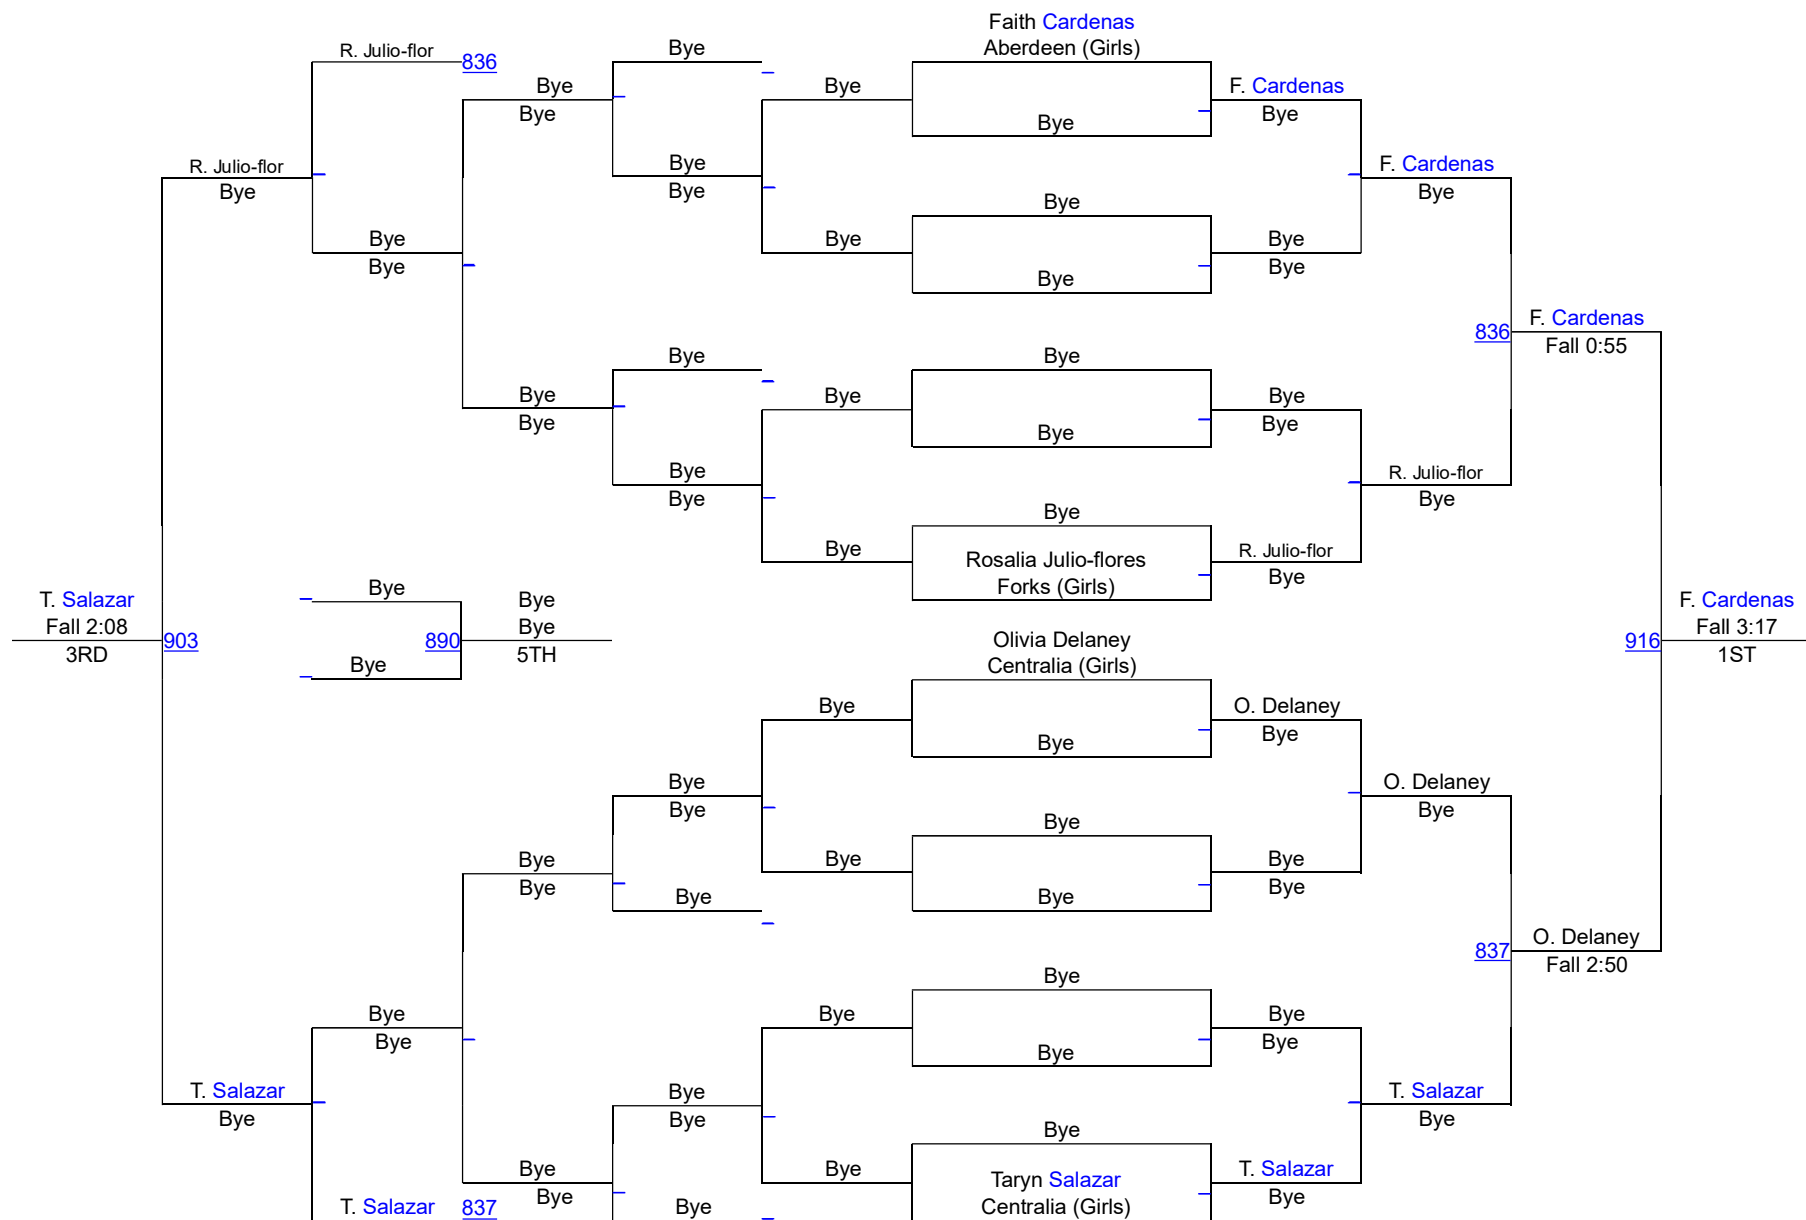 Faith Cardenas
Aberdeen (Girls)
R. Julio-flor
836
Bye
Bye
Bye
Bye
F. Cardenas
Bye
Bye
Bye
R. Julio-flor
Bye
Bye
Bye
F. Cardenas
Bye
Bye
Bye
Bye
Bye
Bye
Bye
Bye
836
F. Cardenas
Fall 0:55
Bye
Bye
Bye
Bye
Bye
Bye
Bye
Bye
Bye
Bye
R. Julio-flor
Bye
Bye
Bye
Rosalia Julio-flores
Forks (Girls)
R. Julio-flor
Bye
T. Salazar
Fall 2:08
3RD
903
Bye
Bye
890
Bye
Bye
5TH
Olivia Delaney
Centralia (Girls)
916
F. Cardenas
Fall 3:17
1ST
Bye
Bye
O. Delaney
Bye
Bye
Bye
O. Delaney
Bye
Bye
Bye
Bye
Bye
Bye
Bye
Bye
Bye
837
O. Delaney
Fall 2:50
Bye
Bye
Bye
Bye
Bye
Bye
Bye
Bye
T. Salazar
Bye
Bye
Bye
T. Salazar
Bye
Bye
Bye
Bye
Bye
Taryn Salazar
Centralia (Girls)
T. Salazar
Bye
T. Salazar
837
Bye